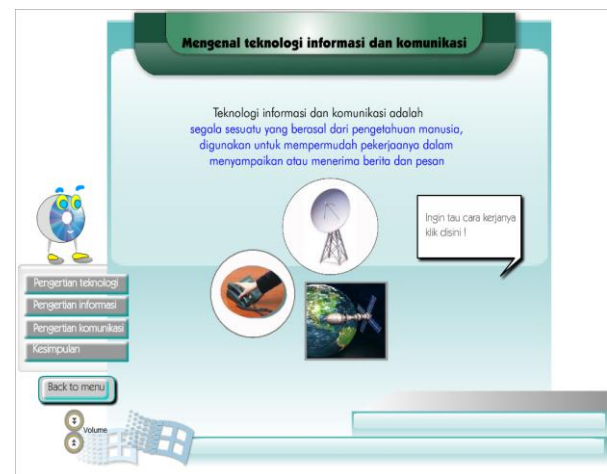 Mengenal teknologi informasi dan komunikasi
Teknologi informasi dan komunikasi adalah
segala sesuatu yang berasal dari pengetahuan manusia,
digunakan untuk mempermudah pekerjaanya dalam
menyampaikan atau menerima berita dan pesan
Ingin tau cara kerjanya
klik disini !
Pengertian teknologi
Pengertian informasi
Pengertian komunikasi
Kesimpulan
Back to menu
Volume